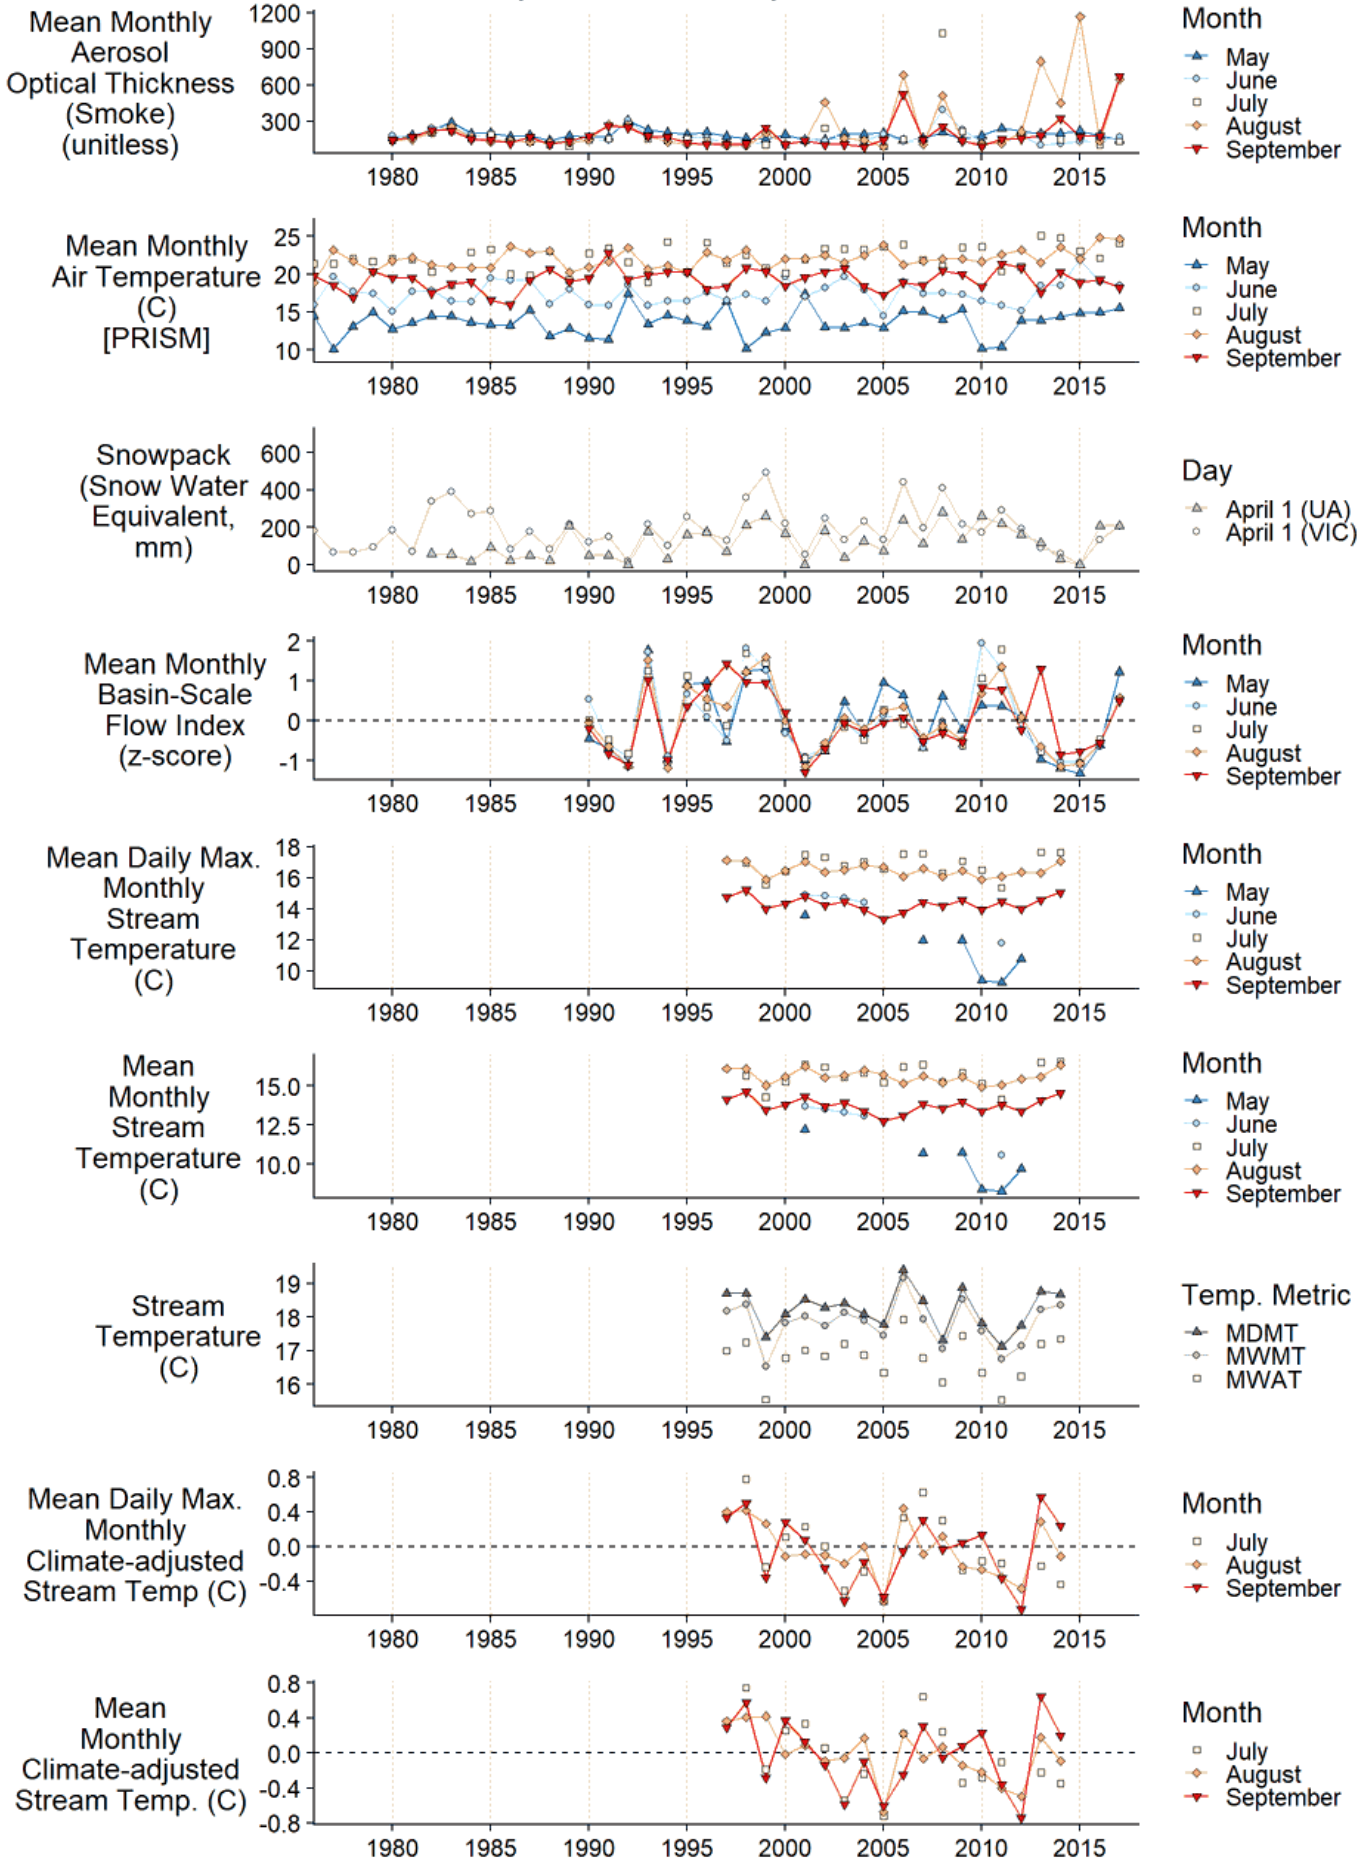 Mean Monthly
Aerosol
Optical Thickness
(Smoke)
(unitless)
1200
900
600
300
1980 1985 1990 1995 2000 2005 2010 2015
Month
May
June
July
August
September
Mean Monthly
Air Temperature
(C)
[PRISM]
25
20
15
10
1980 1985 1990 1995 2000 2005 2010 2015
Month
May
June
July
August
September
Snowpack
(Snow Water
Equivalent,
mm)
600
400
200
0
1980 1985 1990 1995 2000 2005 2010 2015
Day
April 1 (UA)
April 1 (VIC)
Mean Monthly
Basin-Scale
Flow Index
(z-score)
2
1
0
-1
1980 1985 1990 1995 2000 2005 2010 2015
Month
May
June
July
August
September
Mean Daily Max.
Monthly
Stream
Temperature
(C)
18
16
14
12
10
1980 1985 1990 1995 2000 2005 2010 2015
Month
May
June
July
August
September
Mean
Monthly
Stream
Temperature
(C)
15.0
12.5
10.0
1980 1985 1990 1995 2000 2005 2010 2015
Month
May
June
July
August
September
Stream
Temperature
(C)
19
18
17
16
1980 1985 1990 1995 2000 2005 2010 2015
Temp. Metric
MDMT
MWMT
MWAT
Mean Daily Max.
Monthly
Climate-adjusted
Stream Temp (C)
0.8
0.4
0.0
-0.4
1980 1985 1990 1995 2000 2005 2010 2015
Month
July
August
September
Mean
Monthly
Climate-adjusted
Stream Temp. (C)
0.8
0.4
0.0
-0.4
-0.8
1980 1985 1990 1995 2000 2005 2010 2015
Month
July
August
September